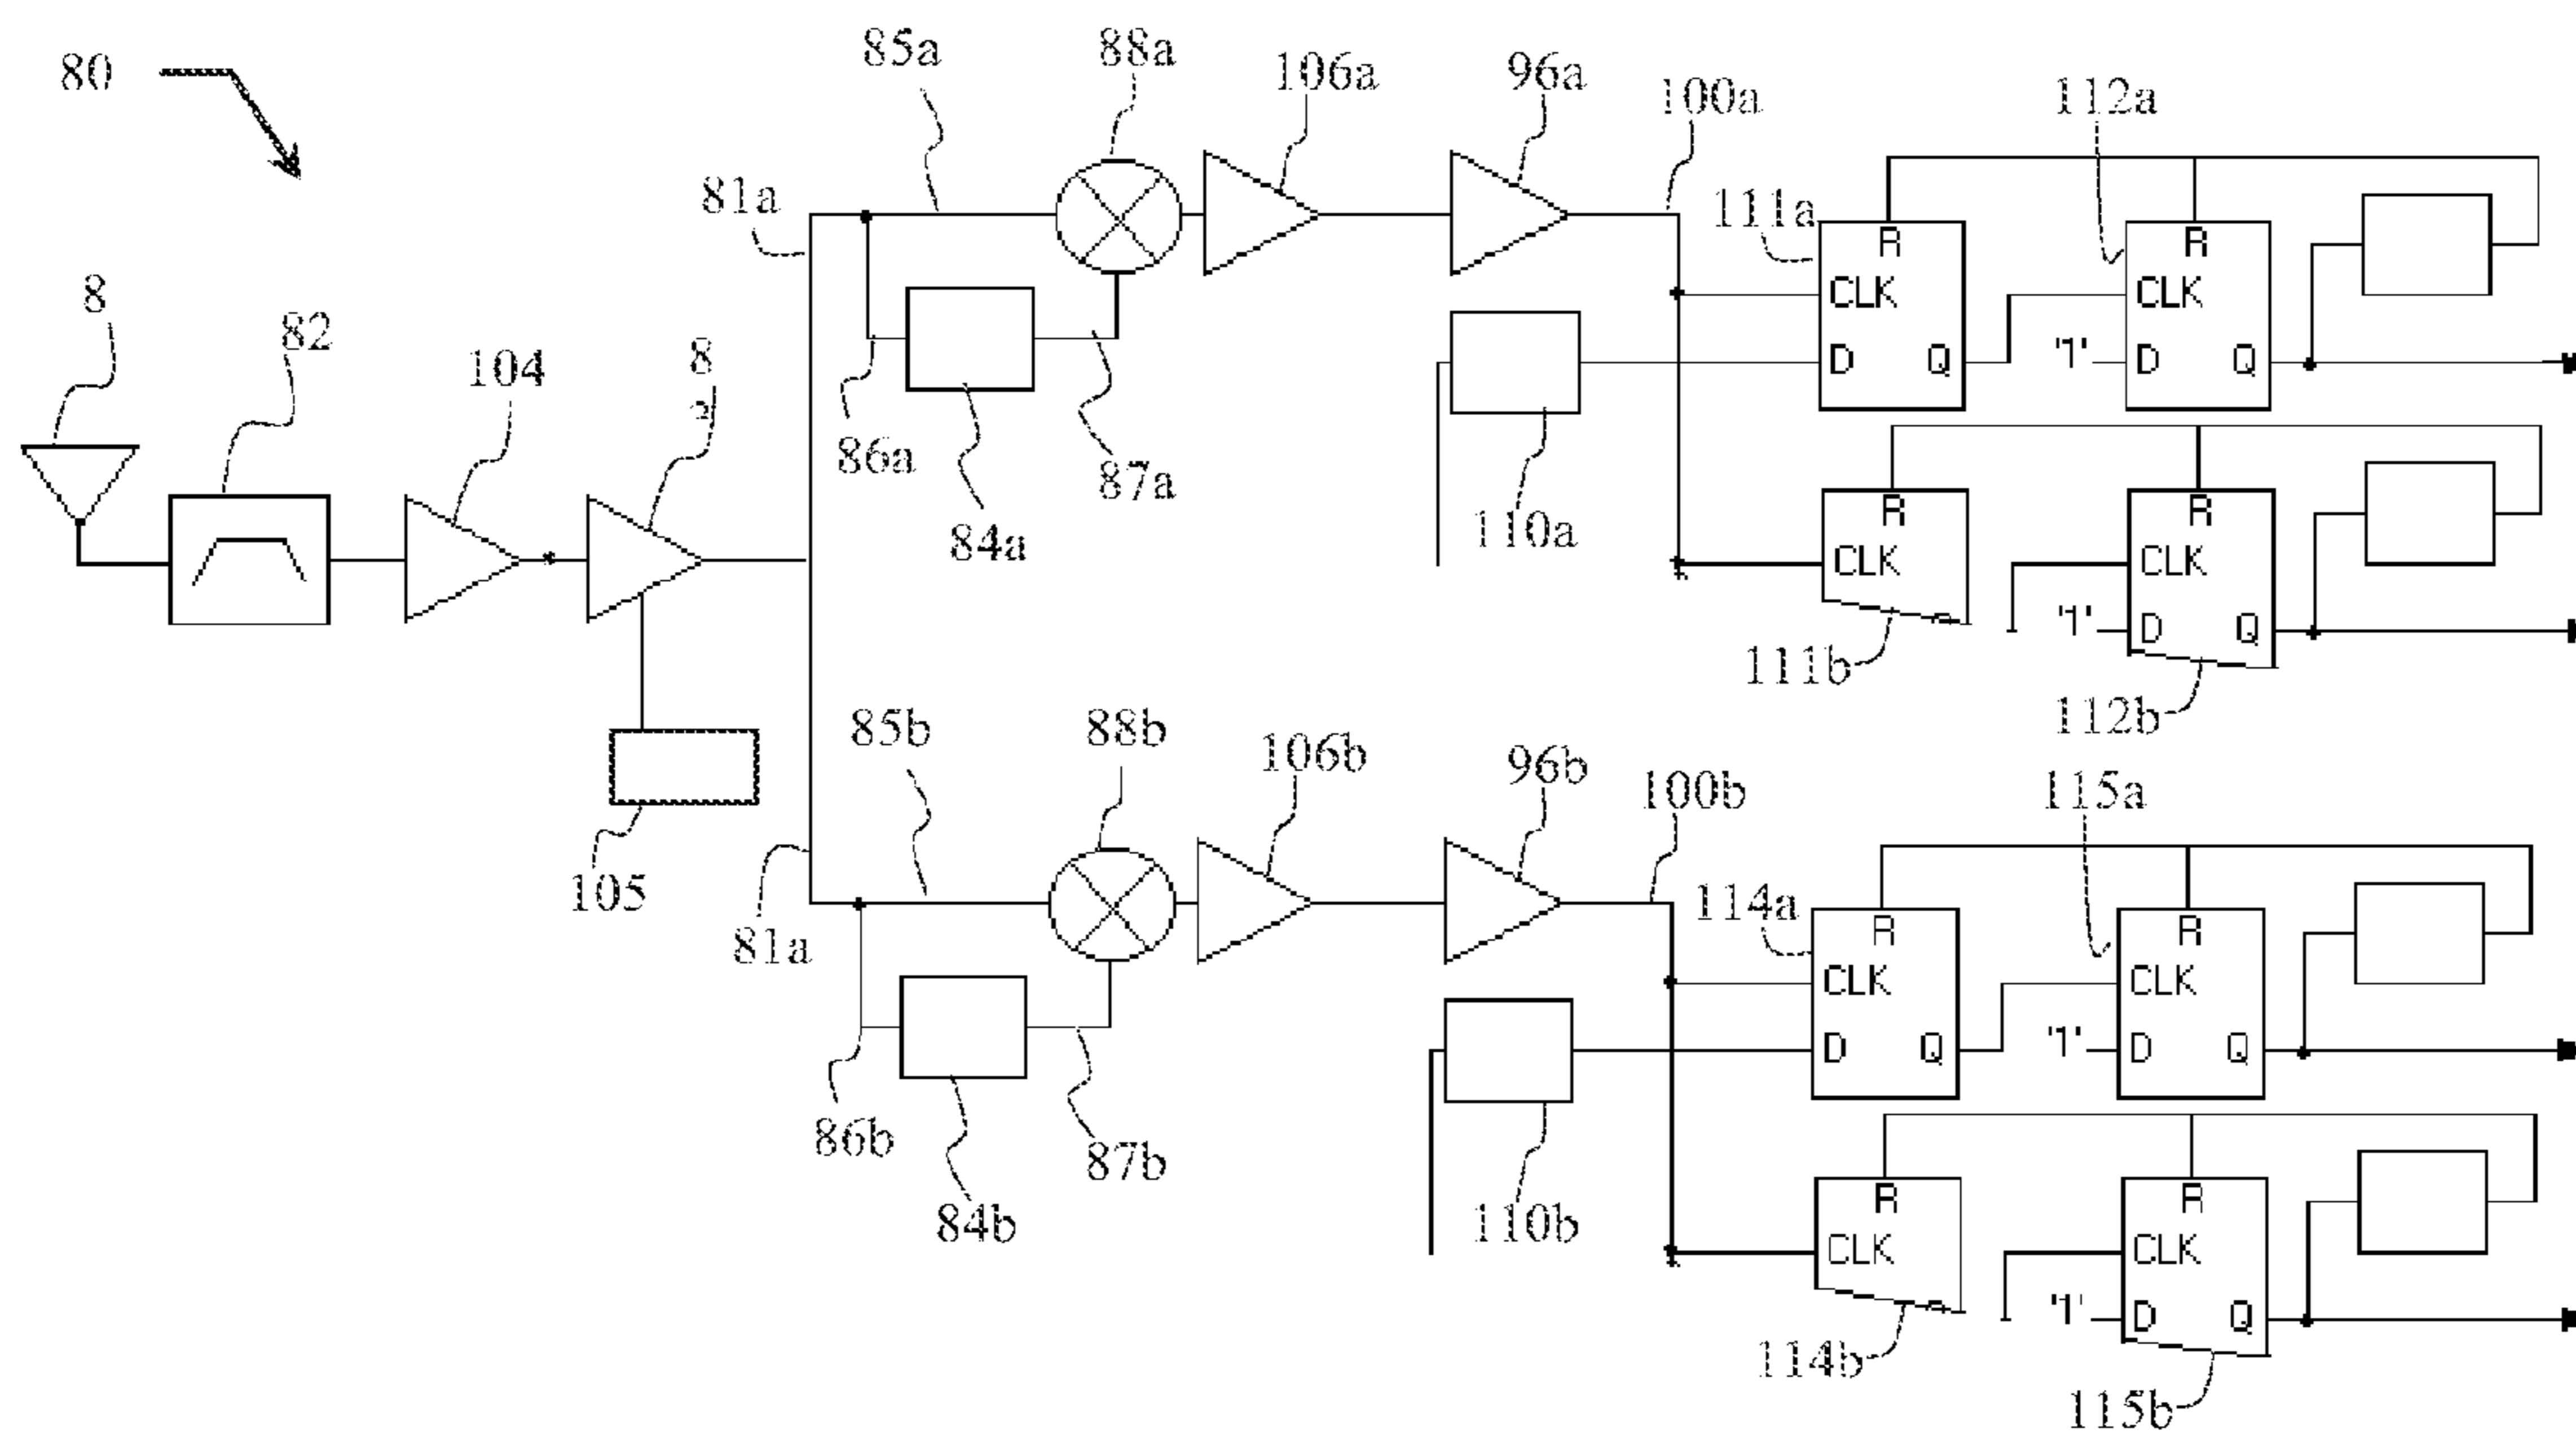 80
85a
88a
106a
96a
100a
112a
81a
111a
R
R
8
82
CLK
CLK
104
8
D
Q
'1'
D
Q
86a
87a
84a
110a
R
R
CLK
CLK
'1'
D
Q
111b
112b
85b
88b
106b
96b
100b
115a
105
81a
114a
R
R
CLK
CLK
D
Q
'1'
D
Q
86b
87b
84b
110b
R
R
CLK
CLK
'1'
D
Q
114b
115b